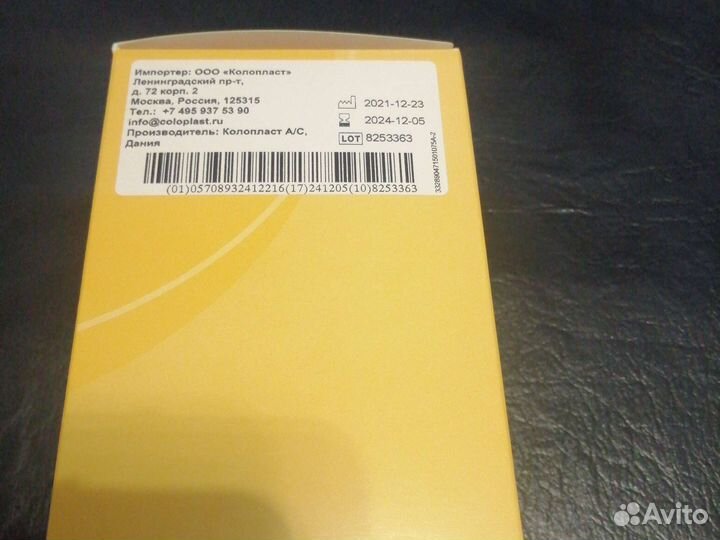 Импортер: ООО «Колопласт»
Ленинградский пр-т,
д. 72 корп. 2
Москва, Россия, 125315
Тел.: +7 495 937 53 90
info@coloplast.ru
Производитель: Колопласт А/С,
Дания
2021-12-23
2024-12-05
LOT 8253363
(01)05708932412216(17)241205(10)8253363
332890471501075A-2
Avito